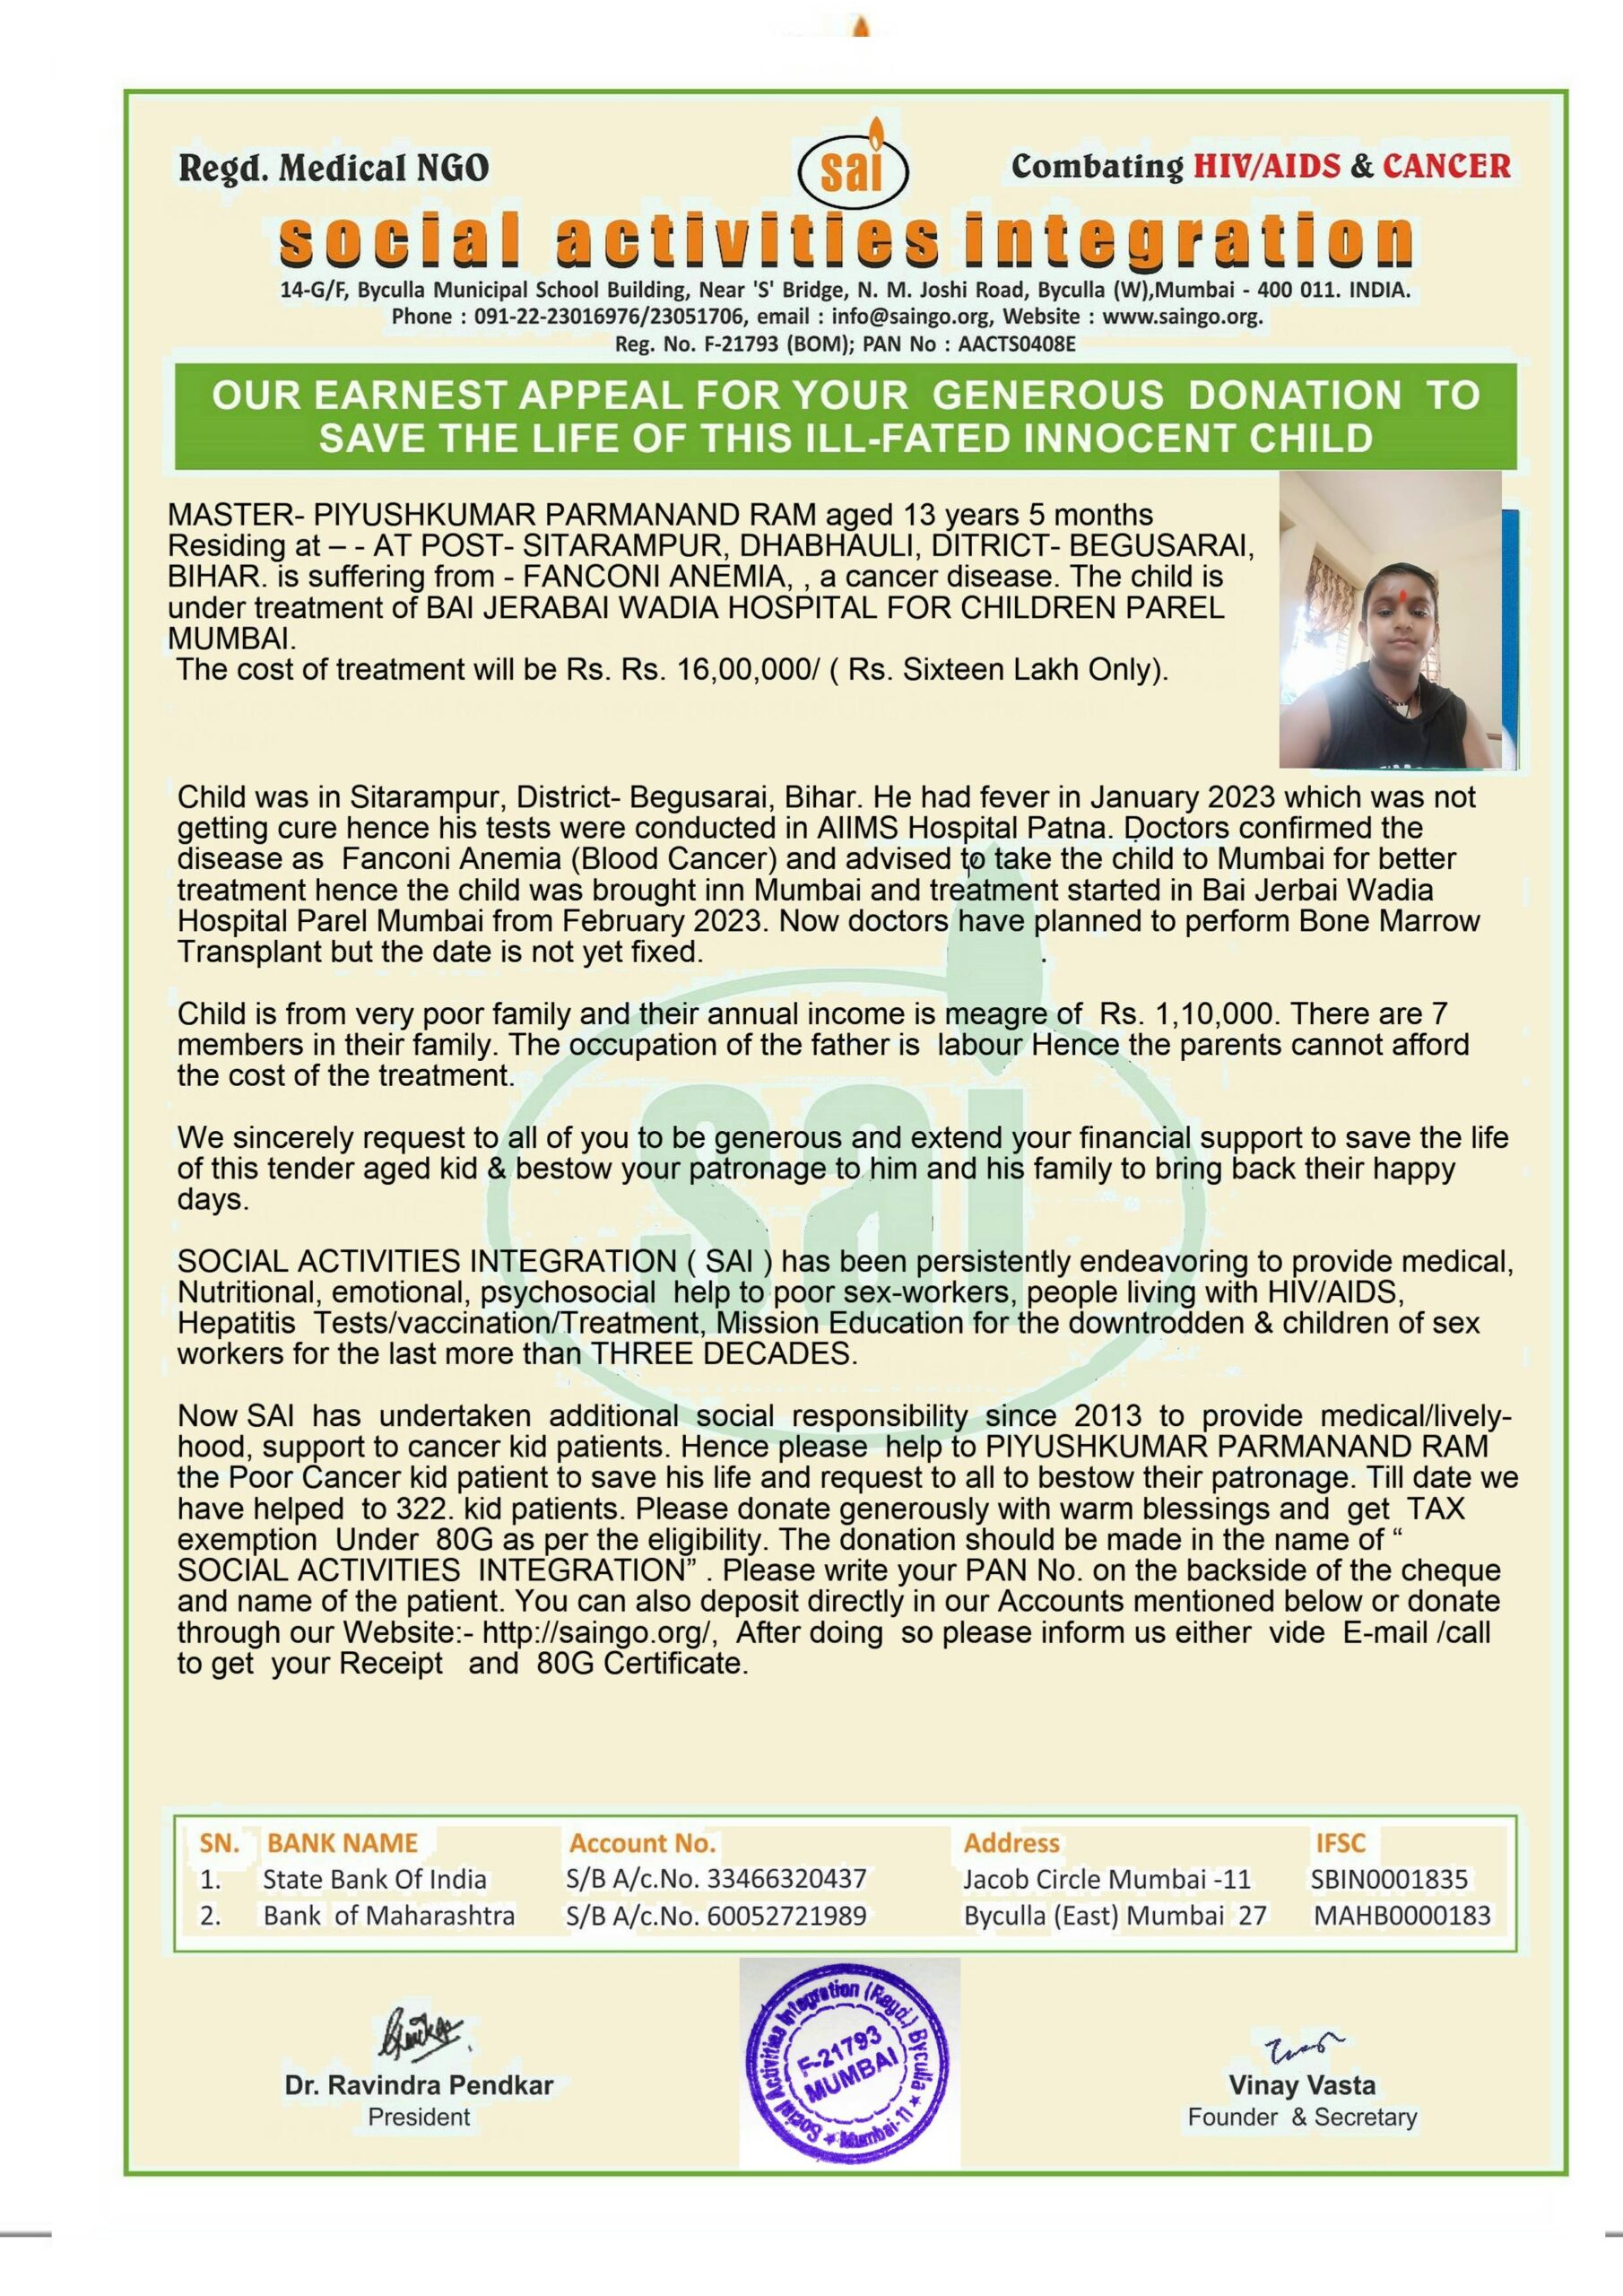 Regd. Medical NGO
sai
Combating HIV/AIDS & CANCER
social activities integration
14-G/F, Byculla Municipal School Building, Near 'S' Bridge, N. M. Joshi Road, Byculla (W),Mumbai - 400 011. INDIA.
Phone : 091-22-23016976/23051706, email : info@saingo.org, Website : www.saingo.org.
Reg. No. F-21793 (BOM); PAN No : AACTS0408E
OUR EARNEST APPEAL FOR YOUR GENEROUS DONATION TO
SAVE THE LIFE OF THIS ILL-FATED INNOCENT CHILD
MASTER- PIYUSHKUMAR PARMANAND RAM aged 13 years 5 months
Residing at – - AT POST- SITARAMPUR, DHABHAULI, DITRICT- BEGUSARAI,
BIHAR. is suffering from - FANCONI ANEMIA, , a cancer disease. The child is
under treatment of BAI JERABAI WADIA HOSPITAL FOR CHILDREN PAREL
MUMBAI.
The cost of treatment will be Rs. Rs. 16,00,000/ ( Rs. Sixteen Lakh Only).
Child was in Sitarampur, District- Begusarai, Bihar. He had fever in January 2023 which was not
getting cure hence his tests were conducted in AIIMS Hospital Patna. Doctors confirmed the
disease as Fanconi Anemia (Blood Cancer) and advised to take the child to Mumbai for better
treatment hence the child was brought inn Mumbai and treatment started in Bai Jerbai Wadia
Hospital Parel Mumbai from February 2023. Now doctors have planned to perform Bone Marrow
Transplant but the date is not yet fixed. .
Child is from very poor family and their annual income is meagre of Rs. 1,10,000. There are 7
members in their family. The occupation of the father is labour Hence the parents cannot afford
the cost of the treatment.
We sincerely request to all of you to be generous and extend your financial support to save the life
of this tender aged kid & bestow your patronage to him and his family to bring back their happy
days.
SOCIAL ACTIVITIES INTEGRATION ( SAI ) has been persistently endeavoring to provide medical,
Nutritional, emotional, psychosocial help to poor sex-workers, people living with HIV/AIDS,
Hepatitis Tests/vaccination/Treatment, Mission Education for the downtrodden & children of sex
workers for the last more than THREE DECADES.
Now SAI has undertaken additional social responsibility since 2013 to provide medical/lively-
hood, support to cancer kid patients. Hence please help to PIYUSHKUMAR PARMANAND RAM
the Poor Cancer kid patient to save his life and request to all to bestow their patronage. Till date we
have helped to 322. kid patients. Please donate generously with warm blessings and get TAX
exemption Under 80G as per the eligibility. The donation should be made in the name of “
SOCIAL ACTIVITIES INTEGRATION” . Please write your PAN No. on the backside of the cheque
and name of the patient. You can also deposit directly in our Accounts mentioned below or donate
through our Website:- http://saingo.org/, After doing so please inform us either vide E-mail /call
to get your Receipt and 80G Certificate.
sai
SN. BANK NAME Account No. Address IFSC
1. State Bank Of India S/B A/c.No. 33466320437 Jacob Circle Mumbai -11 SBIN0001835
2. Bank of Maharashtra S/B A/c.No. 60052721989 Byculla (East) Mumbai 27 MAHB0000183
Social Activities Integration (Regd.) Byculla ★ Mumbai-11 ★
F-21793
MUMBAI
Dr. Ravindra Pendkar
President
Vinay Vasta
Founder & Secretary